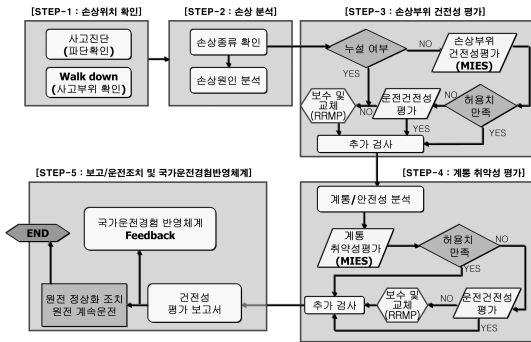 [STEP-1 : 손상위치 확인]
사고진단
(파단확인)
Walk down
(사고부위 확인)
[STEP-2 : 손상 분석]
손상종류 확인
손상원인 분석
[STEP-3 : 손상부위 건전성 평가]
누설 여부
NO
손상부위
건전성평가
(MIES)
YES
보수 및
교체
(RRMP)
NO
운전건전성
평가
NO
허용치
만족
YES
YES
추가 검사
[STEP-4 : 계통 취약성 평가]
계통/안전성 분석
계통
취약성평가
(MIES)
허용치
만족
NO
YES
추가 검사
보수 및
교체
(RRMP)
NO
운전건전성
평가
YES
[STEP-5 : 보고/운전조치 및 국가운전경험반영체계]
END
국가운전경험 반영체계
Feedback
원전 정상화 조치
원전 계속운전
건전성
평가 보고서